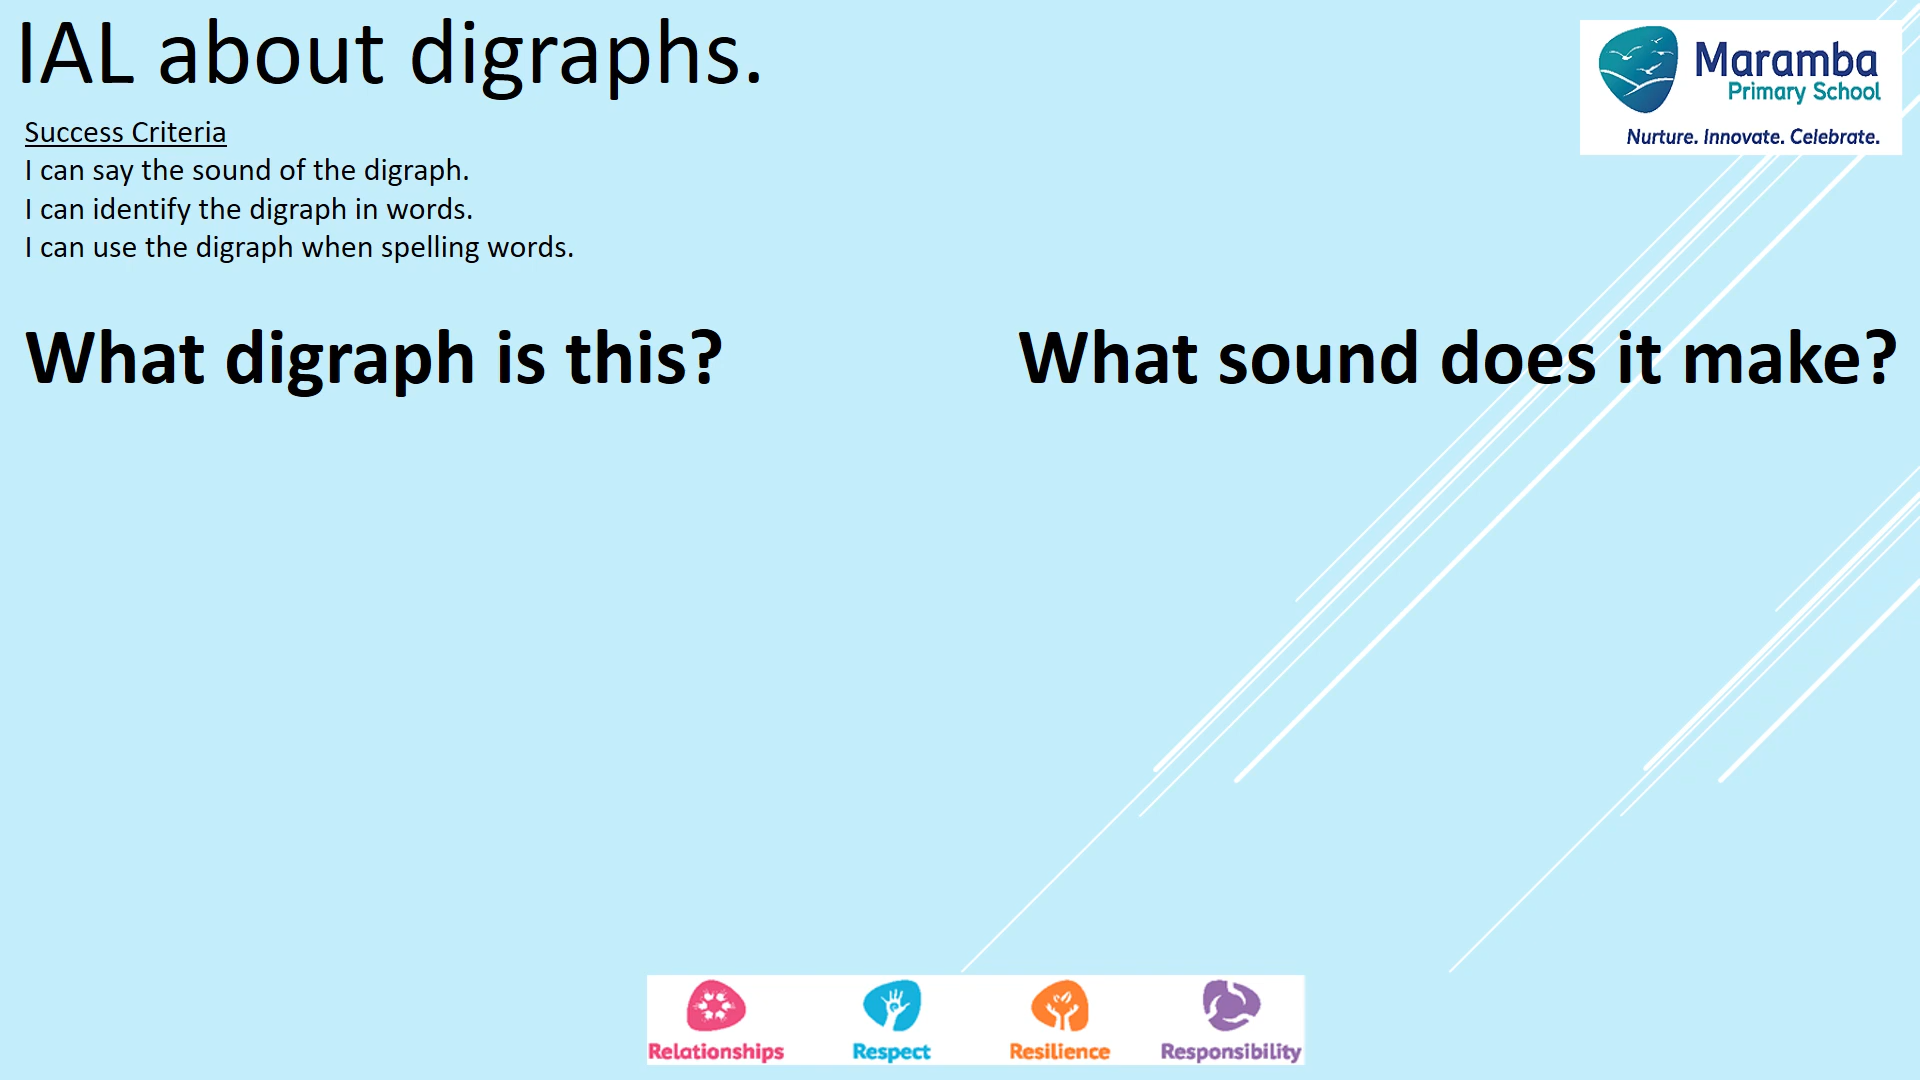 IAL about digraphs.
Maramba
Primary School
Nurture. Innovate. Celebrate.
Success Criteria
I can say the sound of the digraph.
I can identify the digraph in words.
I can use the digraph when spelling words.
What digraph is this?
What sound does it make?
Relationships
Respect
Resilience
Responsibility